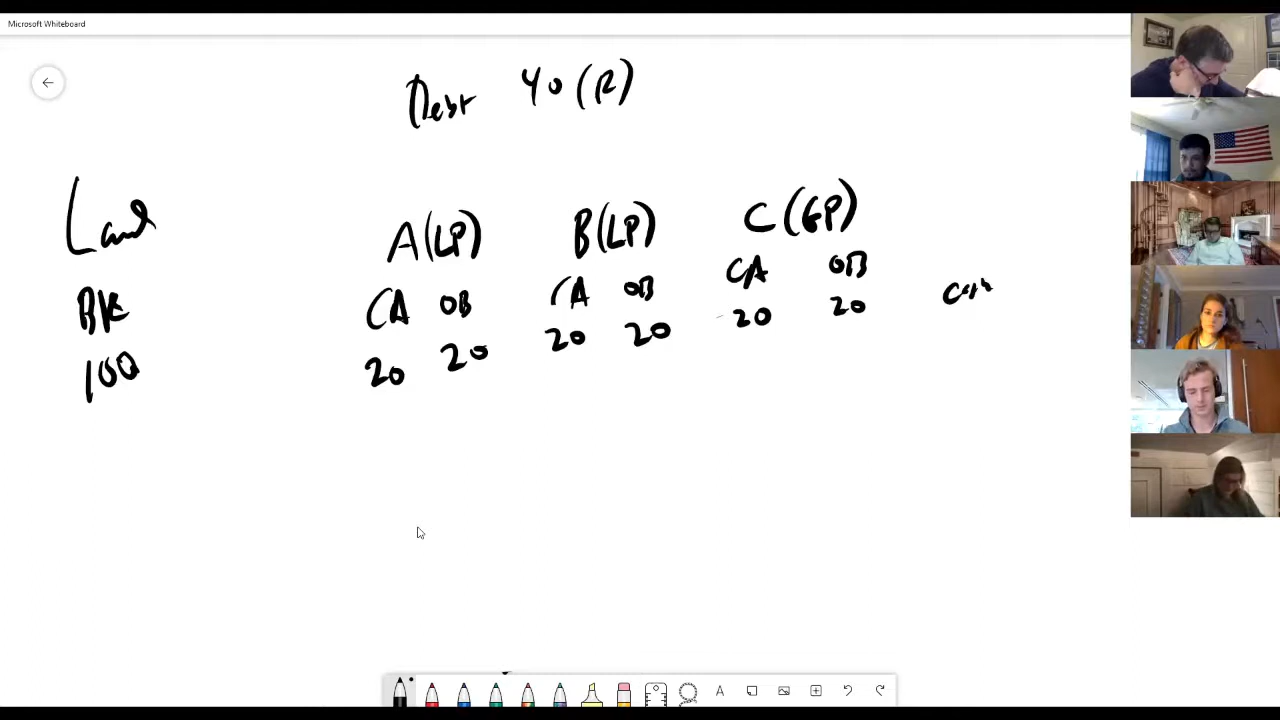 Microsoft Whiteboard
Debt 40 (R)
Land
A (LP) B (LP) C (GP)
BK CA OB CA OB CA OB Cash
100 20 20 20 20 20 20
A